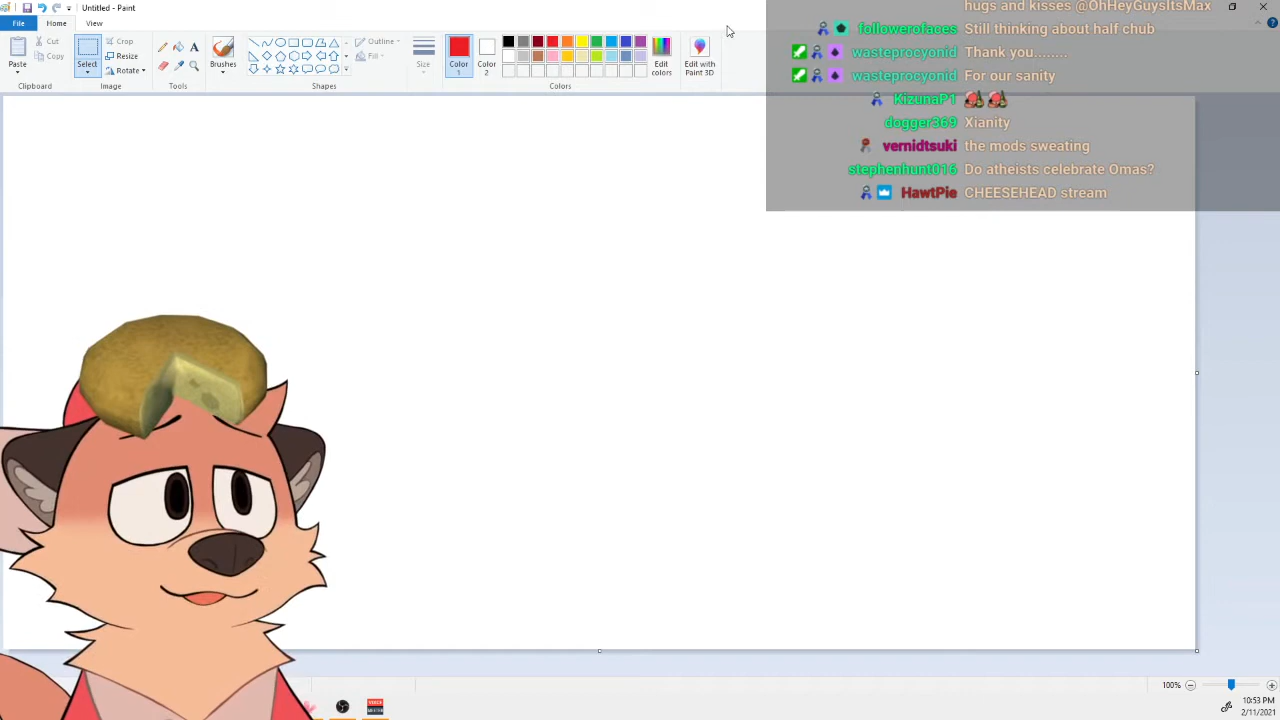 Untitled - Paint
File
Home
View
Paste
Cut
Copy
Clipboard
Select
Crop
Resize
Rotate
Image
A
Tools
Brushes
Outline
Fill
Shapes
Size
Color
1
Color
2
Edit
colors
Colors
Edit with
Paint 3D
hugs and kisses @OhHeyGuysItsMax
followerofaces Still thinking about half chub
wasteprocyonid Thank you........
wasteprocyonid For our sanity
KizunaP1
dogger369 Xianity
vernidtsuki the mods sweating
stephenhunt016 Do atheists celebrate Omas?
HawtPie CHEESEHEAD stream
100%
10:53 PM
2/11/2021